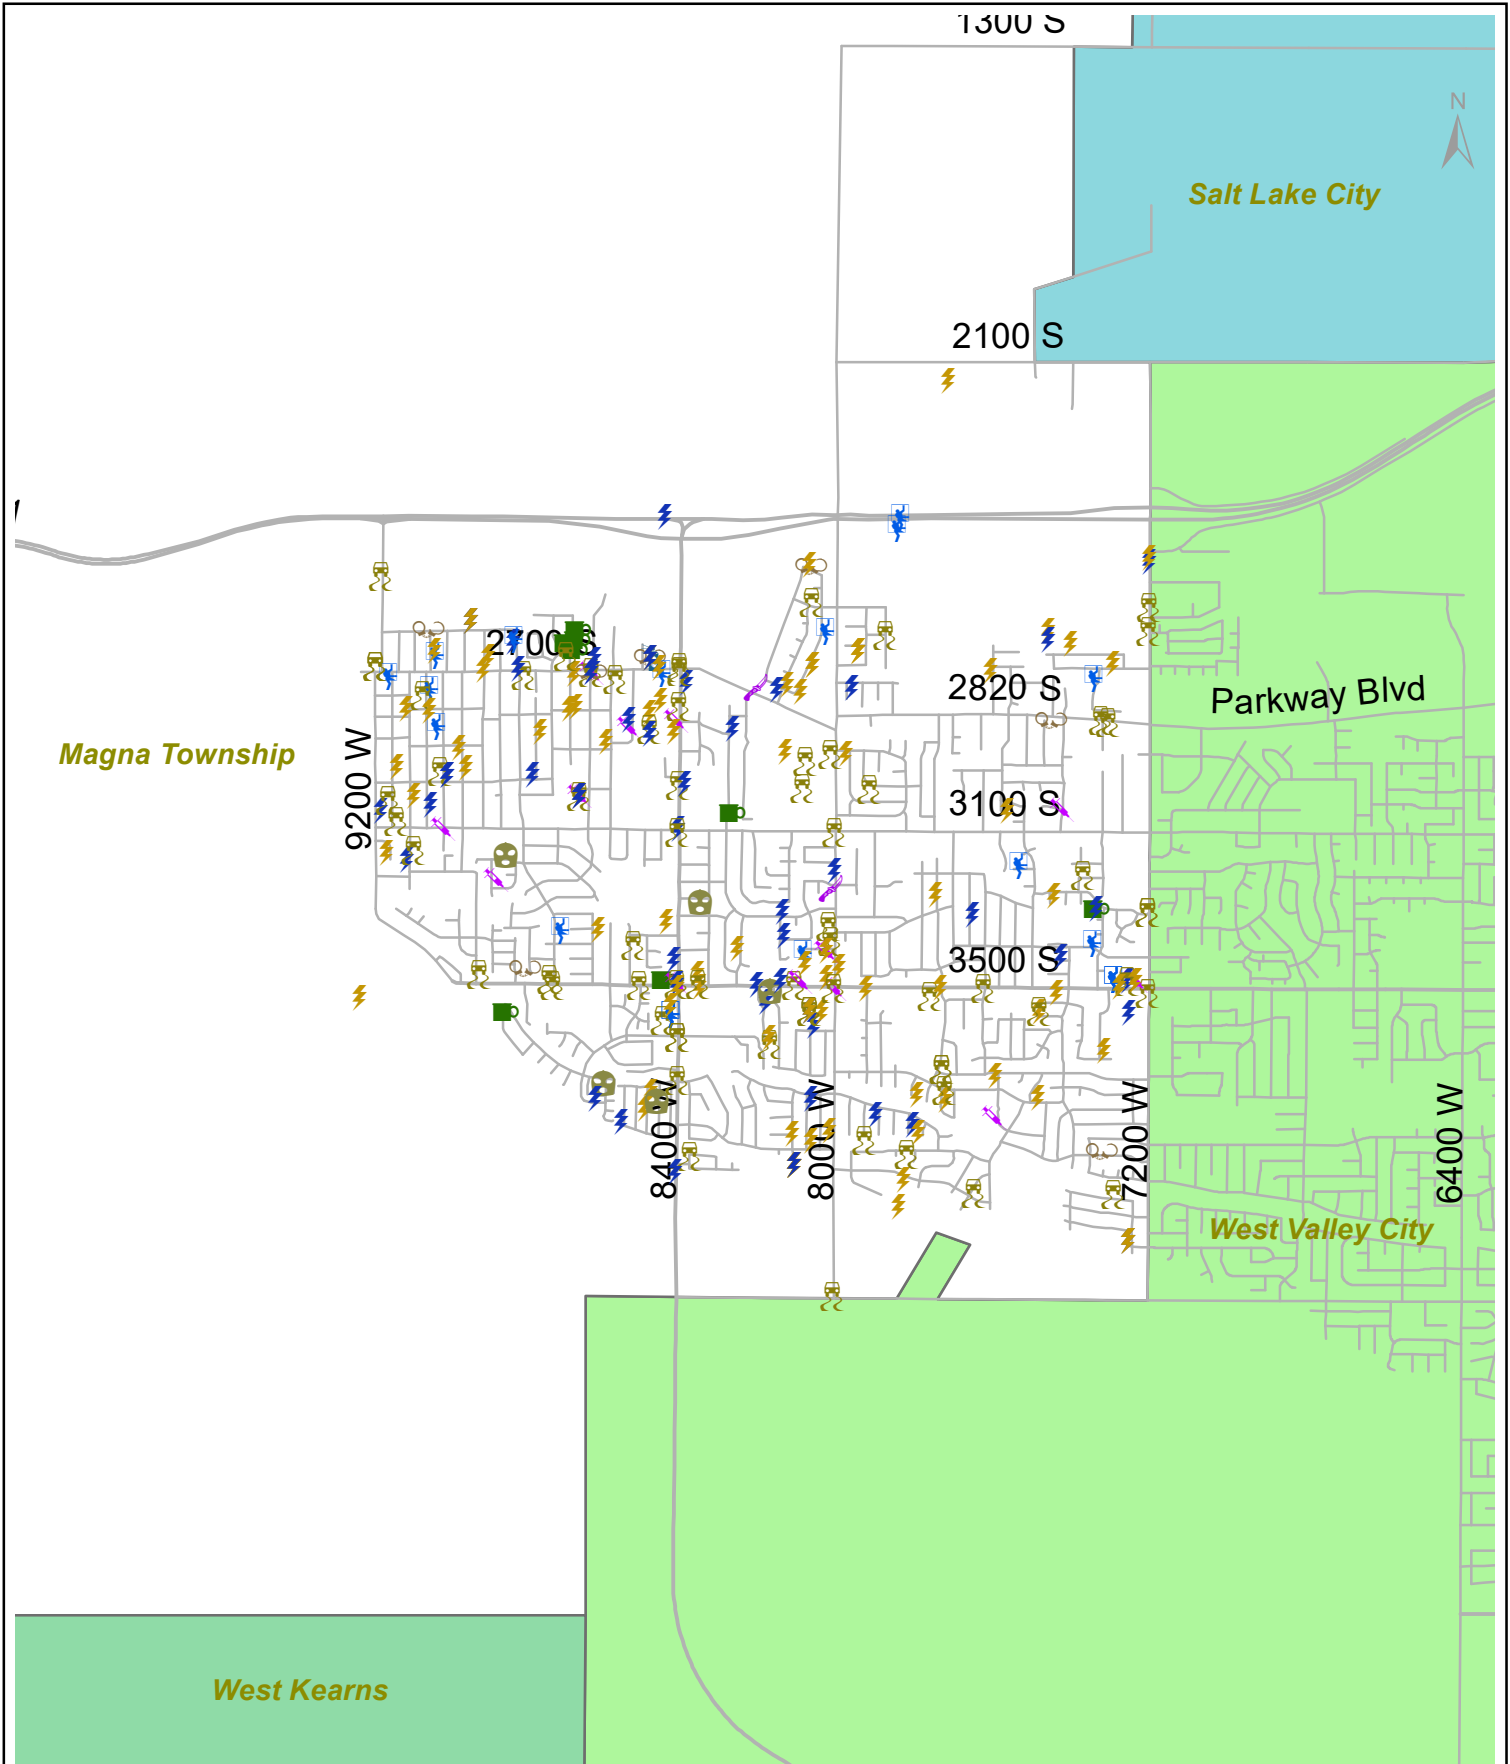 1300 S
N
Salt Lake City
2100 S
2700 S
2820 S
Parkway Blvd
Magna Township
9200 W
3100 S
3500 S
8400 W
8000 W
7200 W
6400 W
West Valley City
West Kearns